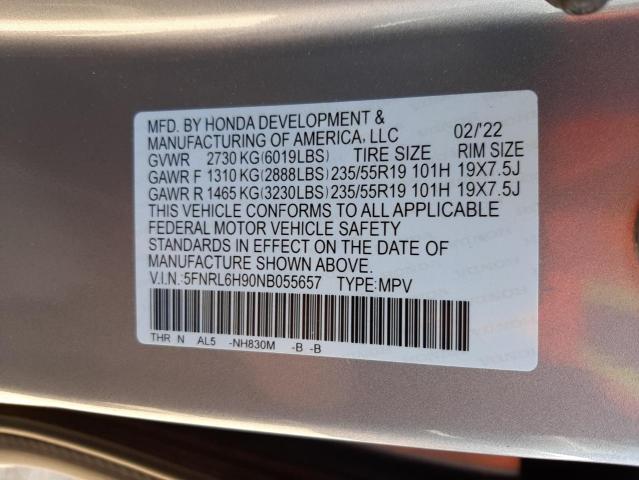 MFD. BY HONDA DEVELOPMENT &
MANUFACTURING OF AMERICA, LLC 02/'22
GVWR 2730 KG(6019LBS) TIRE SIZE RIM SIZE
GAWR F 1310 KG(2888LBS)235/55R19 101H 19X7.5J
GAWR R 1465 KG(3230LBS)235/55R19 101H 19X7.5J
THIS VEHICLE CONFORMS TO ALL APPLICABLE
FEDERAL MOTOR VEHICLE SAFETY
STANDARDS IN EFFECT ON THE DATE OF
MANUFACTURE SHOWN ABOVE.
V.I.N.:5FNRL6H90NB055657 TYPE:MPV
THR N AL5 -NH830M -B -B